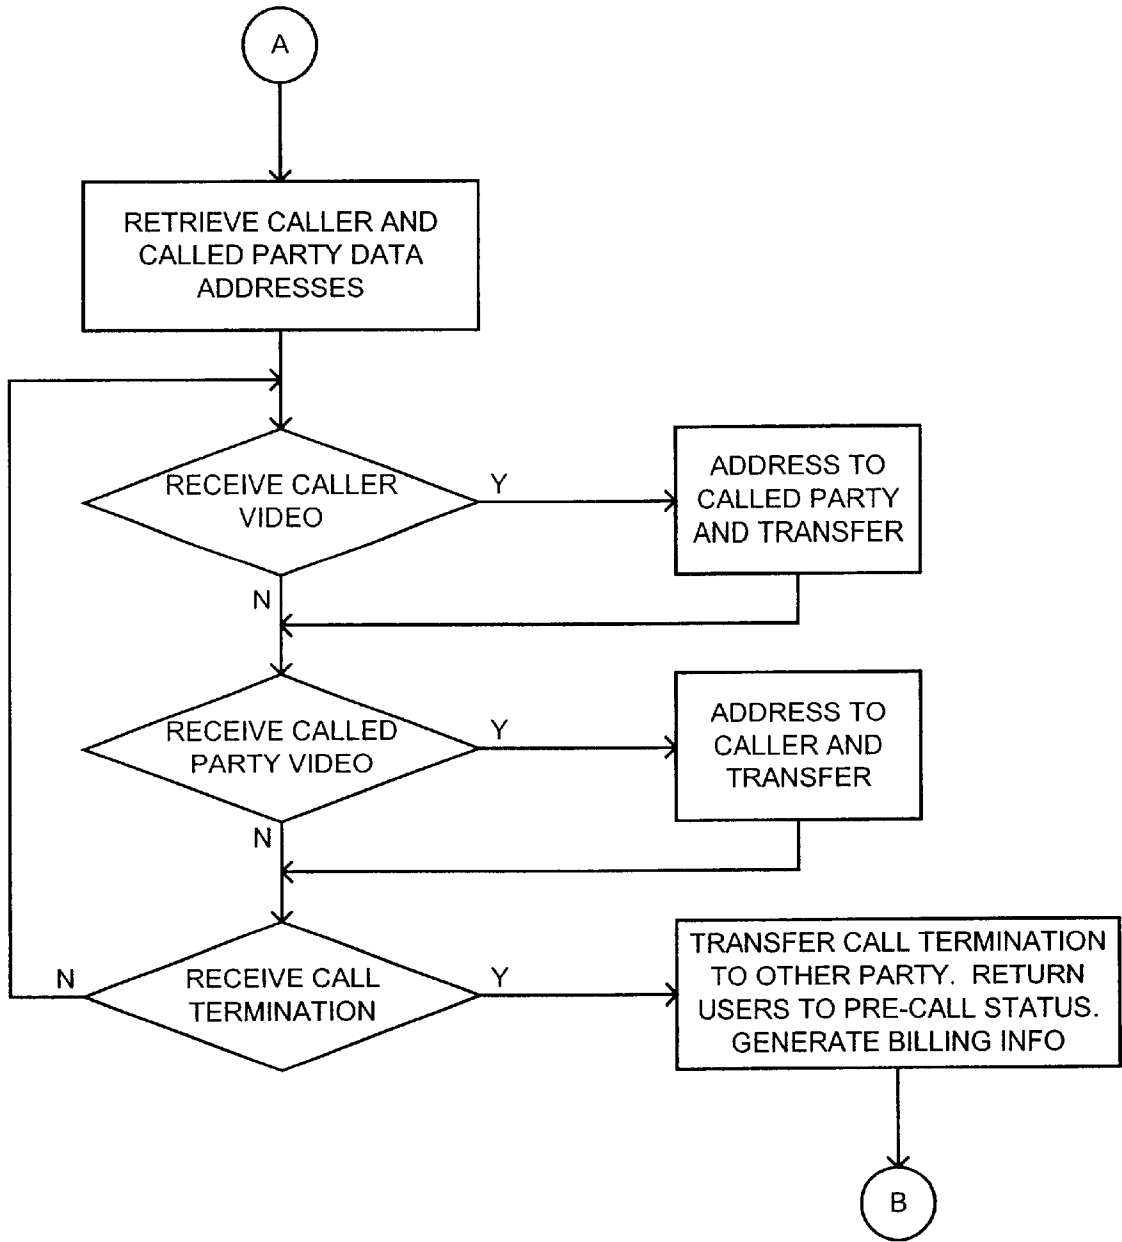 A
RETRIEVE CALLER AND
CALLED PARTY DATA
ADDRESSES
RECEIVE CALLER
VIDEO
Y
ADDRESS TO
CALLED PARTY
AND TRANSFER
N
RECEIVE CALLED
PARTY VIDEO
Y
ADDRESS TO
CALLER AND
TRANSFER
N
RECEIVE CALL
TERMINATION
N
Y
TRANSFER CALL TERMINATION
TO OTHER PARTY. RETURN
USERS TO PRE-CALL STATUS.
GENERATE BILLING INFO
B